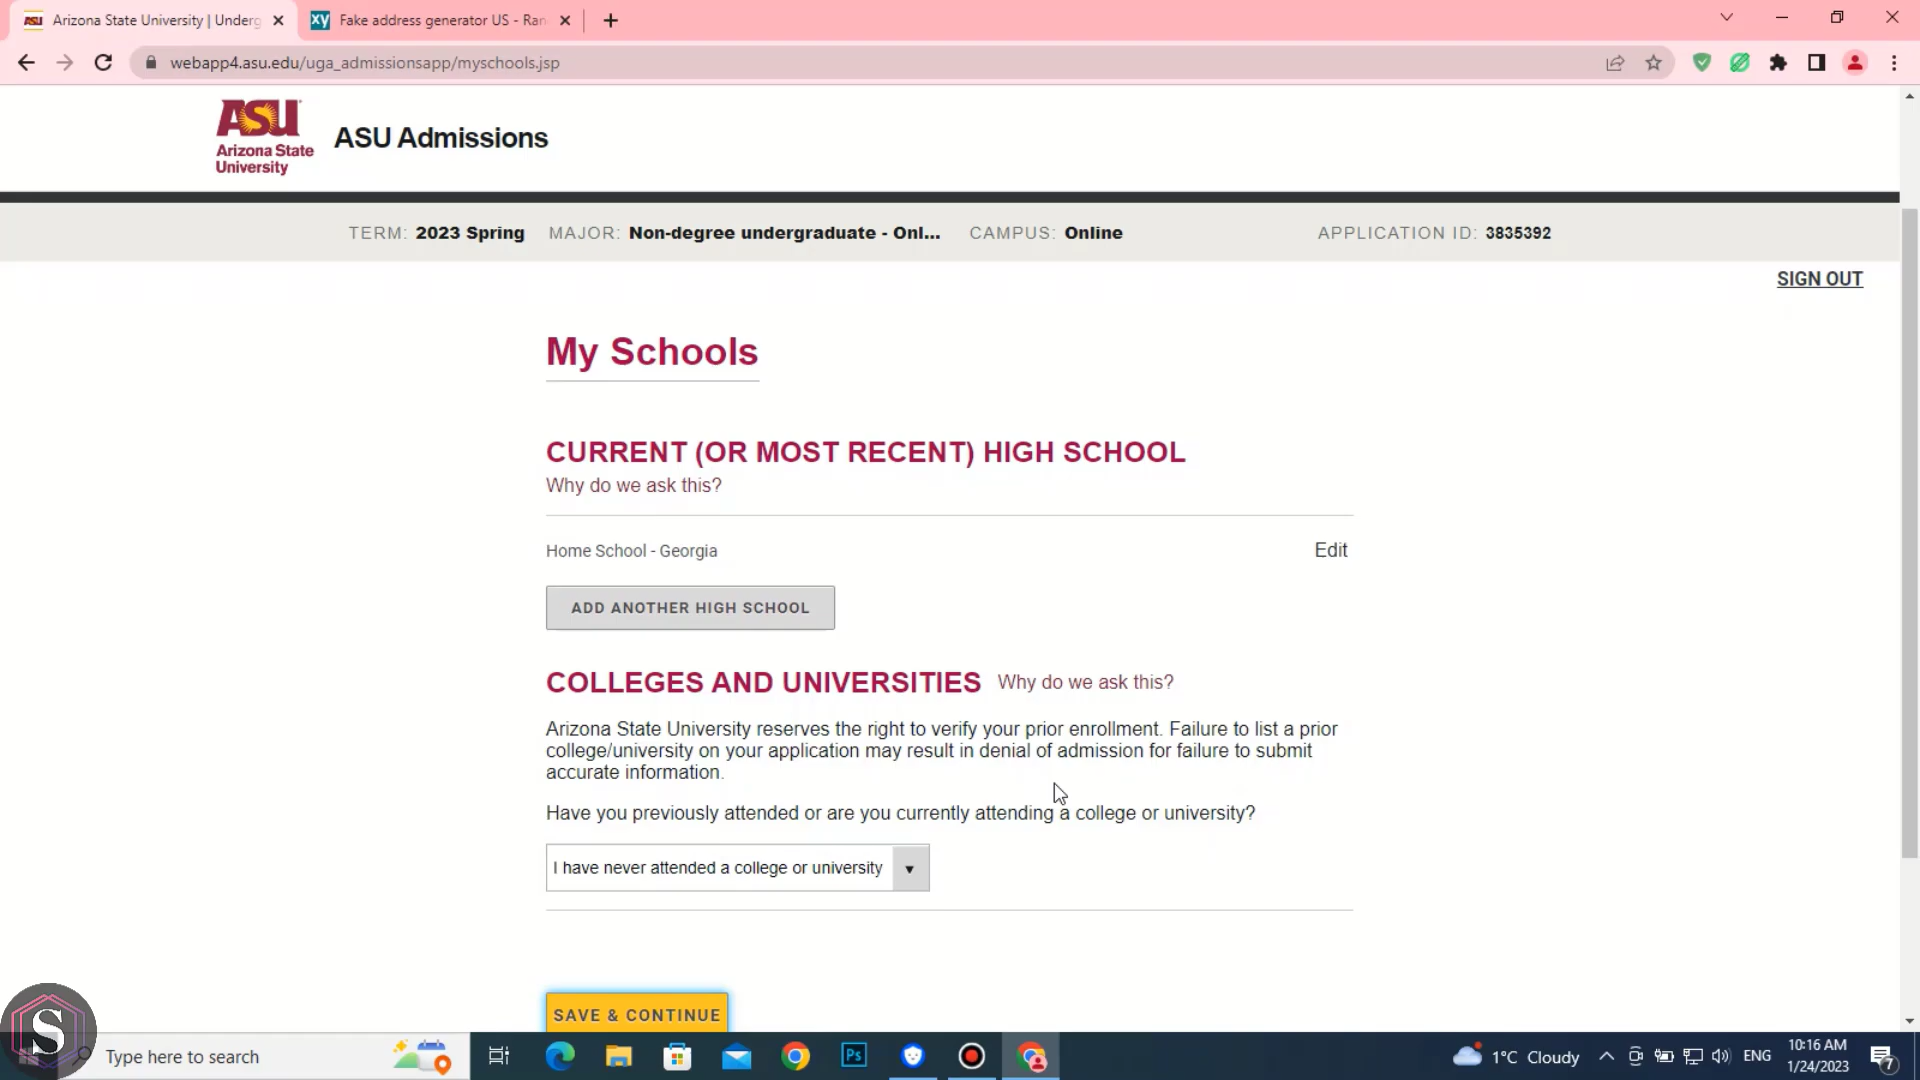 Arizona State University | Underg
Fake address generator US - Ran
webapp4.asu.edu/uga_admissionsapp/myschools.jsp
ASU
Arizona State
University
ASU Admissions
TERM: 2023 Spring MAJOR: Non-degree undergraduate - Onl... CAMPUS: Online APPLICATION ID: 3835392
SIGN OUT
My Schools
CURRENT (OR MOST RECENT) HIGH SCHOOL
Why do we ask this?
Home School - Georgia Edit
ADD ANOTHER HIGH SCHOOL
COLLEGES AND UNIVERSITIES Why do we ask this?
Arizona State University reserves the right to verify your prior enrollment. Failure to list a prior
college/university on your application may result in denial of admission for failure to submit
accurate information.
Have you previously attended or are you currently attending a college or university?
I have never attended a college or university
SAVE & CONTINUE
S
Type here to search
Ps
1°C Cloudy
ENG
10:16 AM
1/24/2023
7